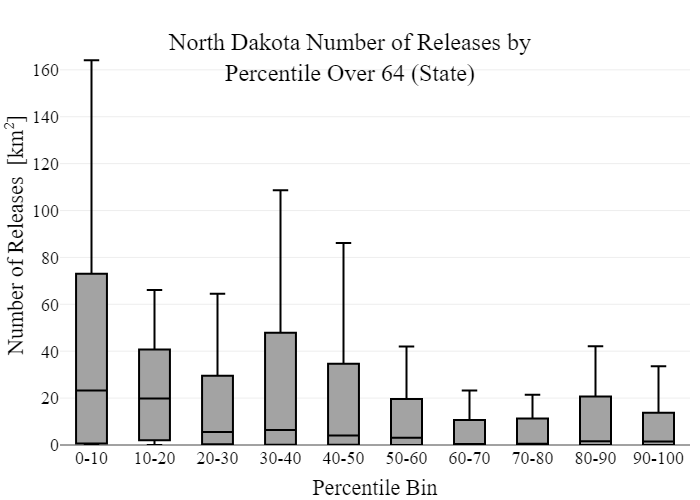 North Dakota Number of Releases by
Percentile Over 64 (State)
Number of Releases [km²]
160
140
120
100
80
60
40
20
0
0-10 10-20 20-30 30-40 40-50 50-60 60-70 70-80 80-90 90-100
Percentile Bin